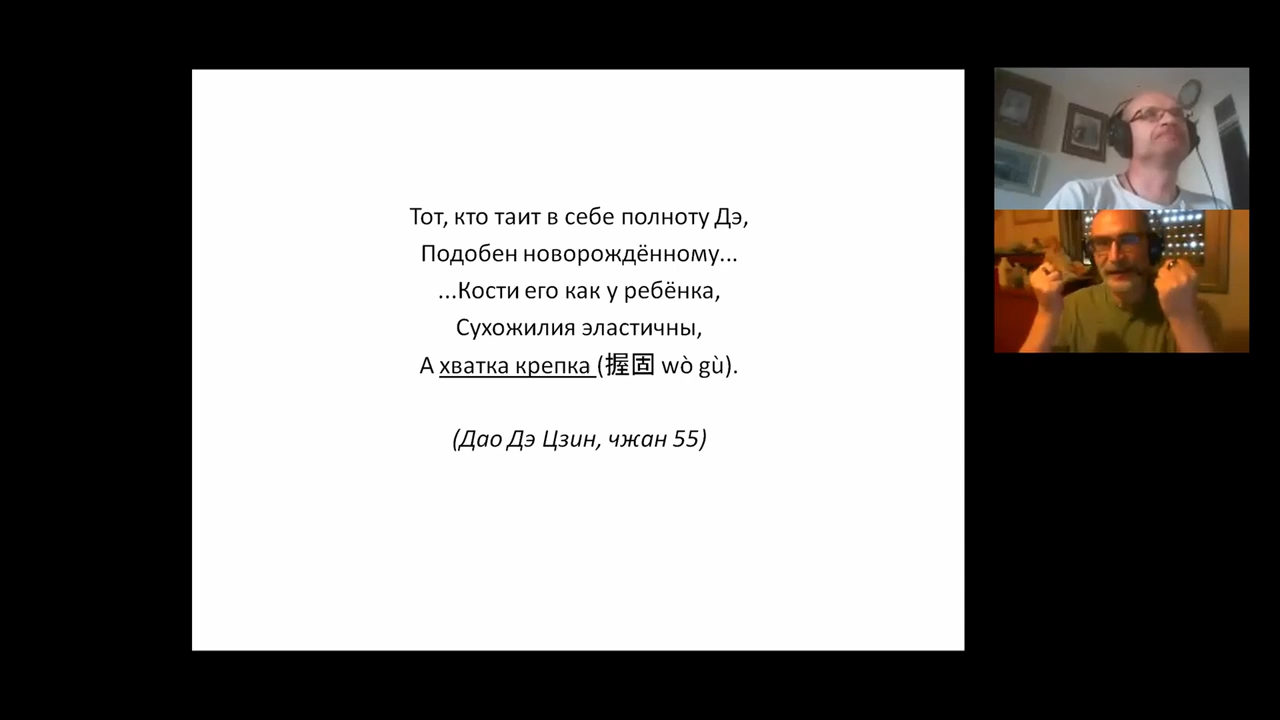 Тот, кто таит в себе полноту Дэ,
Подобен новорождённому...
...Кости его как у ребёнка,
Сухожилия эластичны,
А хватка крепка (握固 wò gù).
(Дао Дэ Цзин, чжан 55)